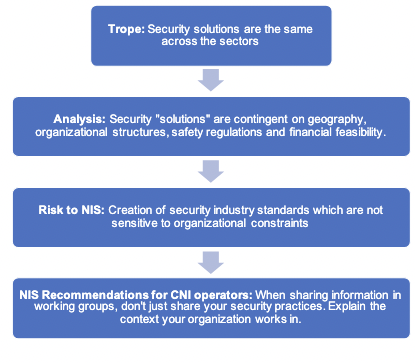 Trope: Security solutions are the same
across the sectors
Analysis: Security "solutions" are contingent on geography,
organizational structures, safety regulations and financial feasibility.
Risk to NIS: Creation of security industry standards which are not
sensitive to organizational constraints
NIS Recommendations for CNI operators: When sharing information in
working groups, don't just share your security practices. Explain the
context your organization works in.